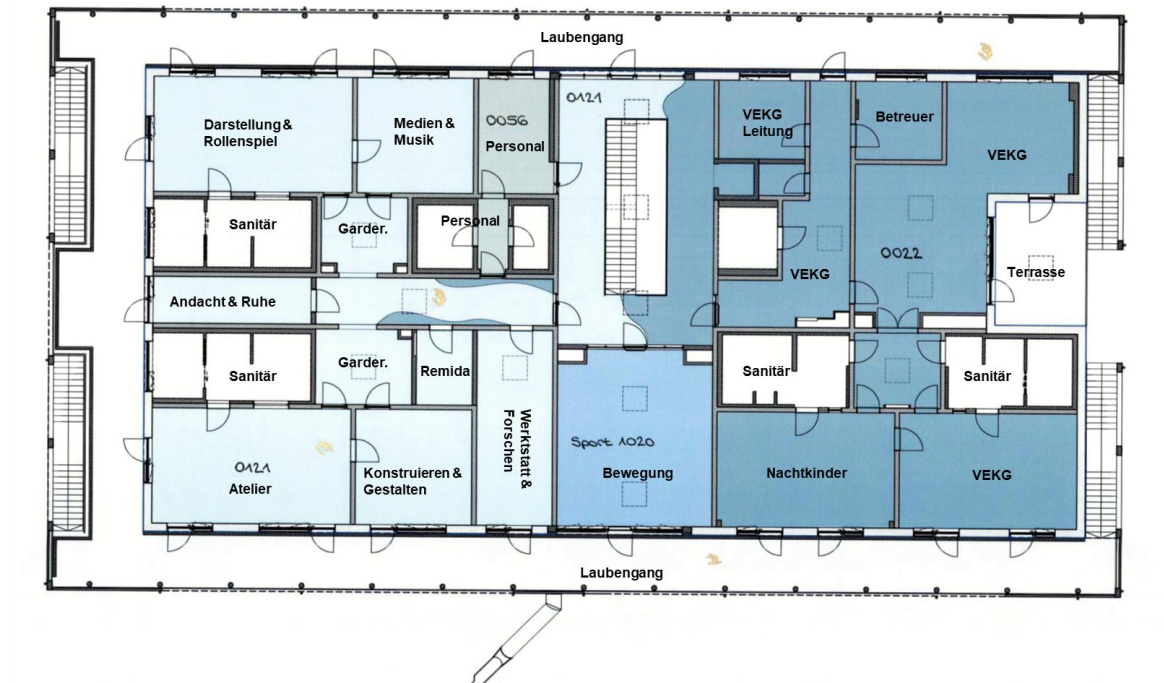 Laubengang
0121
Darstellung &
Rollenspiel
Medien &
Musik
0056
Personal
VEKG
Leitung
Betreuer
VEKG
Sanitär
Garder.
Personal
0022
VEKG
Terrasse
Andacht & Ruhe
Sanitär
Garder.
Remida
Sanitär
Sanitär
Werktstatt &
Forschen
Sport 1020
Bewegung
0121
Atelier
Konstruieren &
Gestalten
Nachtkinder
VEKG
Laubengang